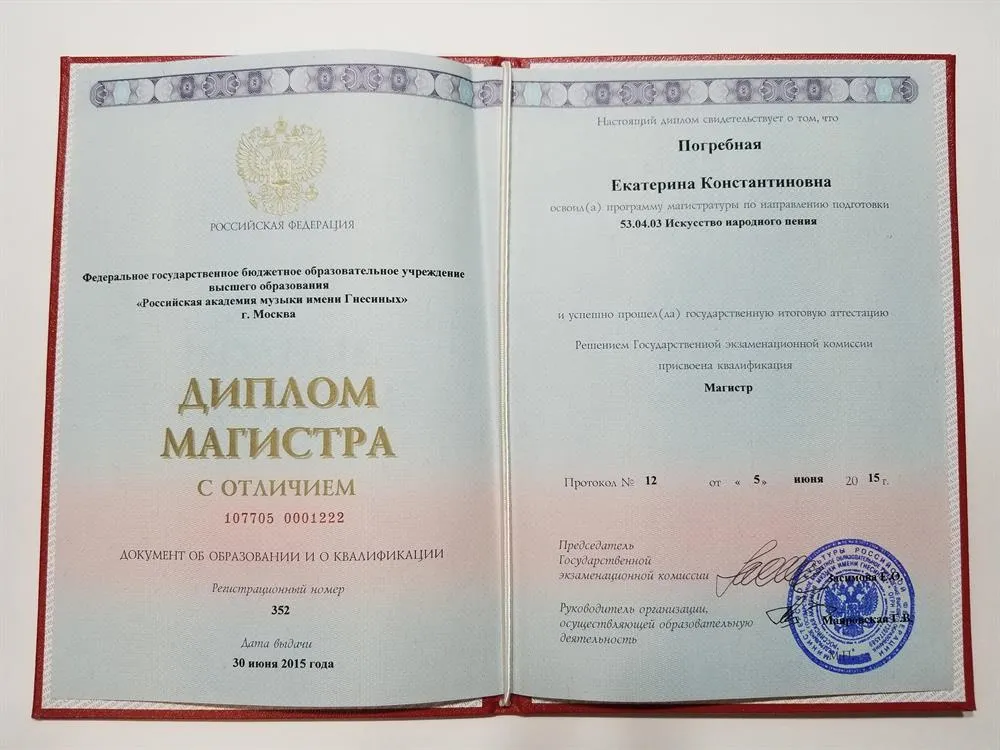 РОССИЙСКАЯ ФЕДЕРАЦИЯ
Федеральное государственное бюджетное образовательное учреждение
высшего образования
«Российская академия музыки имени Гнесиных»
г. Москва
ДИПЛОМ
МАГИСТРА
С ОТЛИЧИЕМ
107705 0001222
ДОКУМЕНТ ОБ ОБРАЗОВАНИИ И О КВАЛИФИКАЦИИ
Регистрационный номер
352
Дата выдачи
30 июня 2015 года
Настоящий диплом свидетельствует о том, что
Погребная
Екатерина Константиновна
освоил(а) программу магистратуры по направлению подготовки
53.04.03 Искусство народного пения
и успешно прошел(ла) государственную итоговую аттестацию
Решением Государственной экзаменационной комиссии
присвоена квалификация
Магистр
Протокол № 12 от « 5 » июня 20 15 г.
Председатель
Государственной
экзаменационной комиссии Засимова Е.О.
Руководитель организации,
осуществляющей образовательную Маяровская Г.В.
деятельность
М.П.